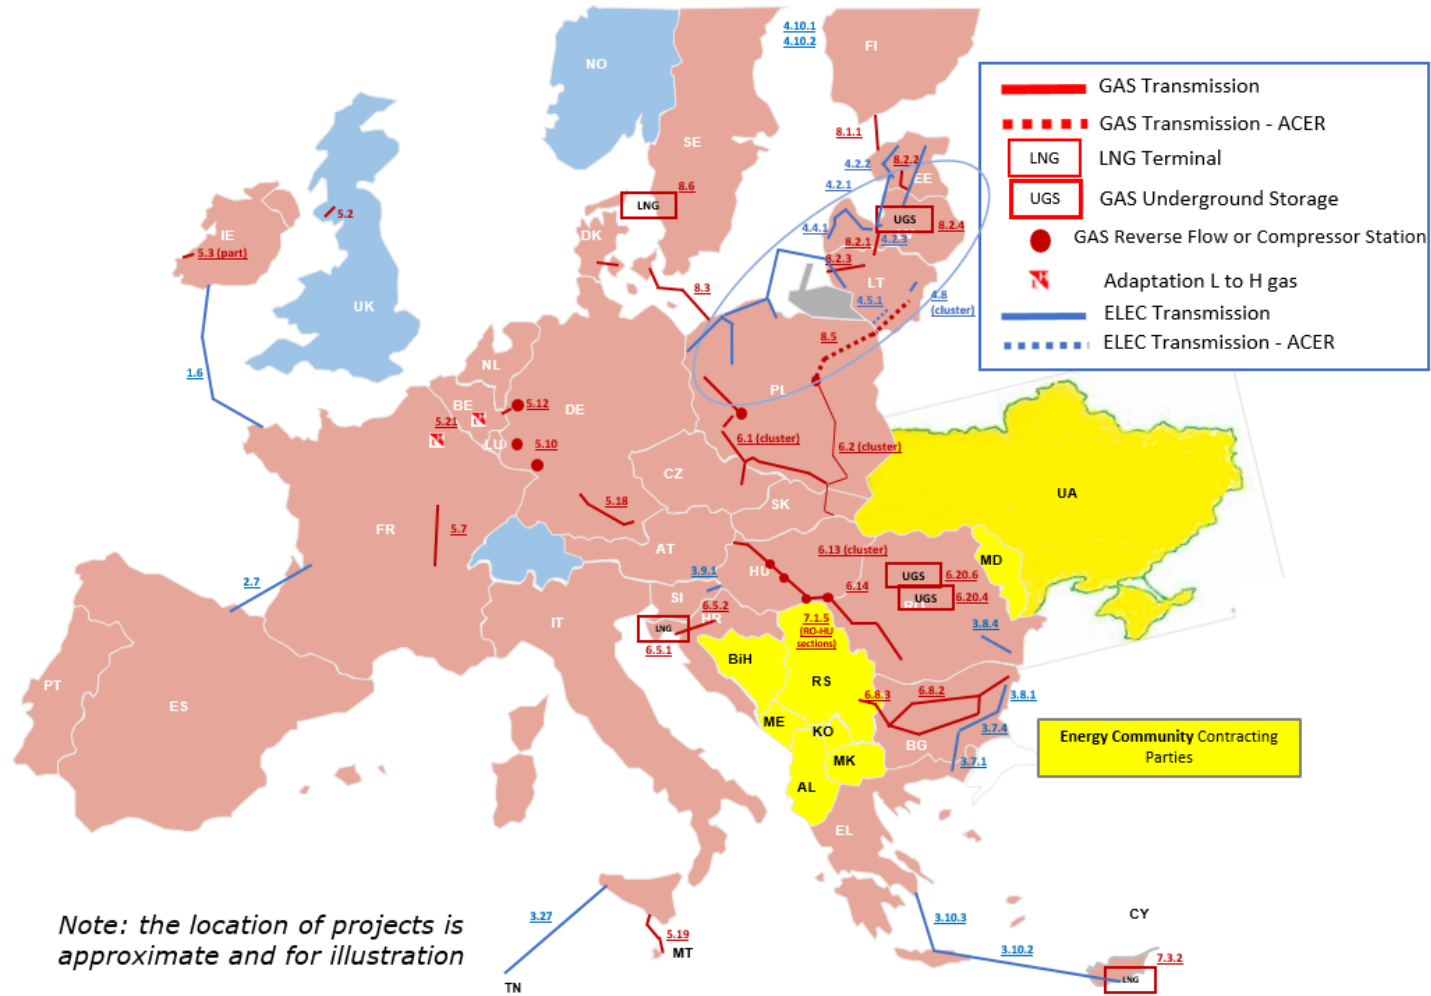 4.10.1
4.10.2
NO
FI
SE
GAS Transmission
GAS Transmission - ACER
LNG
LNG Terminal
UGS
GAS Underground Storage
GAS Reverse Flow or Compressor Station
Adaptation L to H gas
ELEC Transmission
ELEC Transmission - ACER
8.1.1
4.2.2
8.2.2
EE
4.2.1
8.6
LNG
UGS
8.2.4
4.4.1
8.2.1
4.2.3
8.2.3
5.2
IE
5.3 (part)
DK
UK
8.3
LT
4.5.1
4.8
(cluster)
8.5
1.6
NL
BE
DE
PL
5.12
5.21
LU
5.10
6.1 (cluster)
6.2 (cluster)
CZ
SK
UA
FR
5.7
5.18
AT
6.13 (cluster)
MD
HU
3.9.1
UGS
6.20.6
2.7
SI
6.14
UGS
6.20.4
6.5.2
HR
7.1.5
(RO-HU
sections)
LNG
6.5.1
IT
3.8.4
BiH
RS
PT
ES
6.8.3
6.8.2
3.8.1
ME
KO
3.7.4
BG
3.7.1
MK
AL
Energy Community Contracting
Parties
EL
Note: the location of projects is
approximate and for illustration
3.27
TN
5.19
MT
3.10.3
3.10.2
CY
7.3.2
LNG